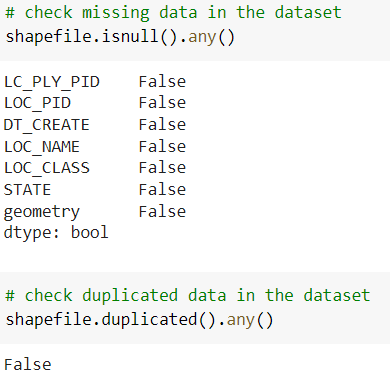 # check missing data in the dataset
shapefile.isnull().any()
LC_PLY_PID    False
LOC_PID       False
DT_CREATE     False
LOC_NAME      False
LOC_CLASS     False
STATE         False
geometry      False
dtype: bool
# check duplicated data in the dataset
shapefile.duplicated().any()
False